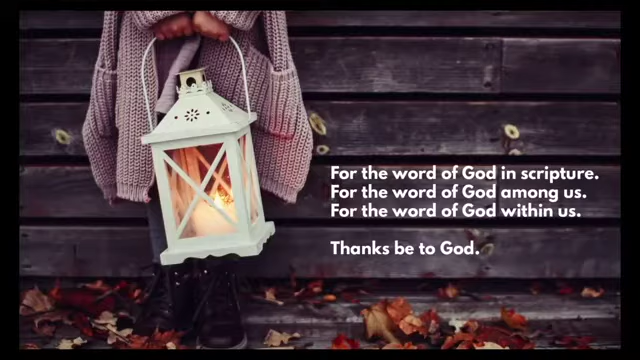 For the word of God in scripture.
For the word of God among us.
For the word of God within us.
Thanks be to God.